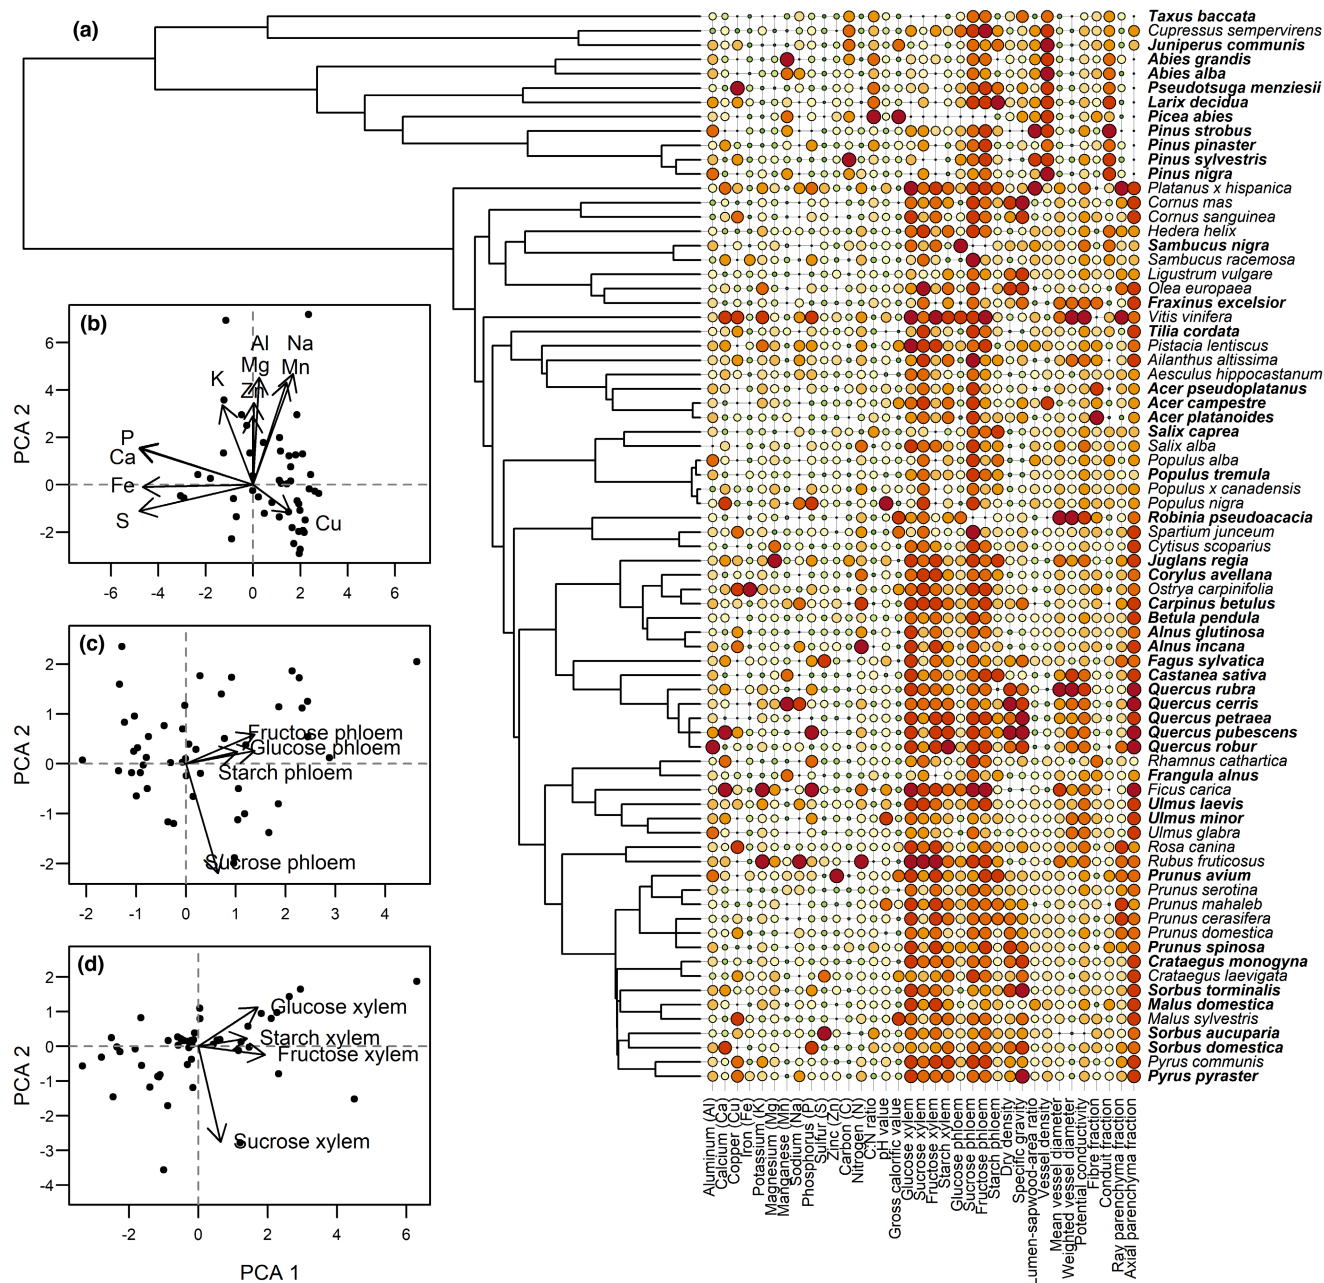 (a)
Taxus baccata
Cupressus sempervirens
Juniperus communis
Abies grandis
Abies alba
Pseudotsuga menziesii
Larix decidua
Picea abies
Pinus strobus
Pinus pinaster
Pinus sylvestris
Pinus nigra
Platanus x hispanica
Cornus mas
Cornus sanguinea
Hedera helix
Sambucus nigra
Sambucus racemosa
Ligustrum vulgare
Olea europaea
Fraxinus excelsior
Vitis vinifera
Tilia cordata
Pistacia lentiscus
Ailanthus altissima
Aesculus hippocastanum
Acer pseudoplatanus
Acer campestre
Acer platanoides
Salix caprea
Salix alba
Populus alba
Populus tremula
Populus x canadensis
Populus nigra
Robinia pseudoacacia
Spartium junceum
Cytisus scoparius
Juglans regia
Corylus avellana
Ostrya carpinifolia
Carpinus betulus
Betula pendula
Alnus glutinosa
Alnus incana
Fagus sylvatica
Castanea sativa
Quercus rubra
Quercus cerris
Quercus petraea
Quercus pubescens
Quercus robur
Rhamnus cathartica
Frangula alnus
Ficus carica
Ulmus laevis
Ulmus minor
Ulmus glabra
Rosa canina
Rubus fruticosus
Prunus avium
Prunus serotina
Prunus mahaleb
Prunus cerasifera
Prunus domestica
Prunus spinosa
Crataegus monogyna
Crataegus laevigata
Sorbus torminalis
Malus domestica
Malus sylvestris
Sorbus aucuparia
Sorbus domestica
Pyrus communis
Pyrus pyraster
Aluminum (Al)
Calcium (Ca)
Copper (Cu)
Iron (Fe)
Potassium (K)
Magnesium (Mg)
Manganese (Mn)
Sodium (Na)
Phosphorus (P)
Sulfur (S)
Zinc (Zn)
Carbon (C)
Nitrogen (N)
C:N ratio
pH value
Gross calorific value
Glucose xylem
Sucrose xylem
Fructose xylem
Starch xylem
Glucose phloem
Sucrose phloem
Fructose phloem
Starch phloem
Dry density
Specific gravity
Lumen-sapwood-area ratio
Vessel density
Mean vessel diameter
Weighted vessel diameter
Potential conductivity
Fibre fraction
Conduit fraction
Ray parenchyma fraction
Axial parenchyma fraction
(b)
Al Na
Mg Mn
K Zn
P
Ca
Fe
S
Cu
PCA 2
6
4
2
0
-2
-6 -4 -2 0 2 4 6
(c)
Fructose phloem
Glucose phloem
Starch phloem
Sucrose phloem
PCA 2
2
1
0
-1
-2
-2 -1 0 1 2 3 4
(d)
Glucose xylem
Starch xylem
Fructose xylem
Sucrose xylem
PCA 2
2
1
0
-1
-2
-3
-4
-2 0 2 4 6
PCA 1